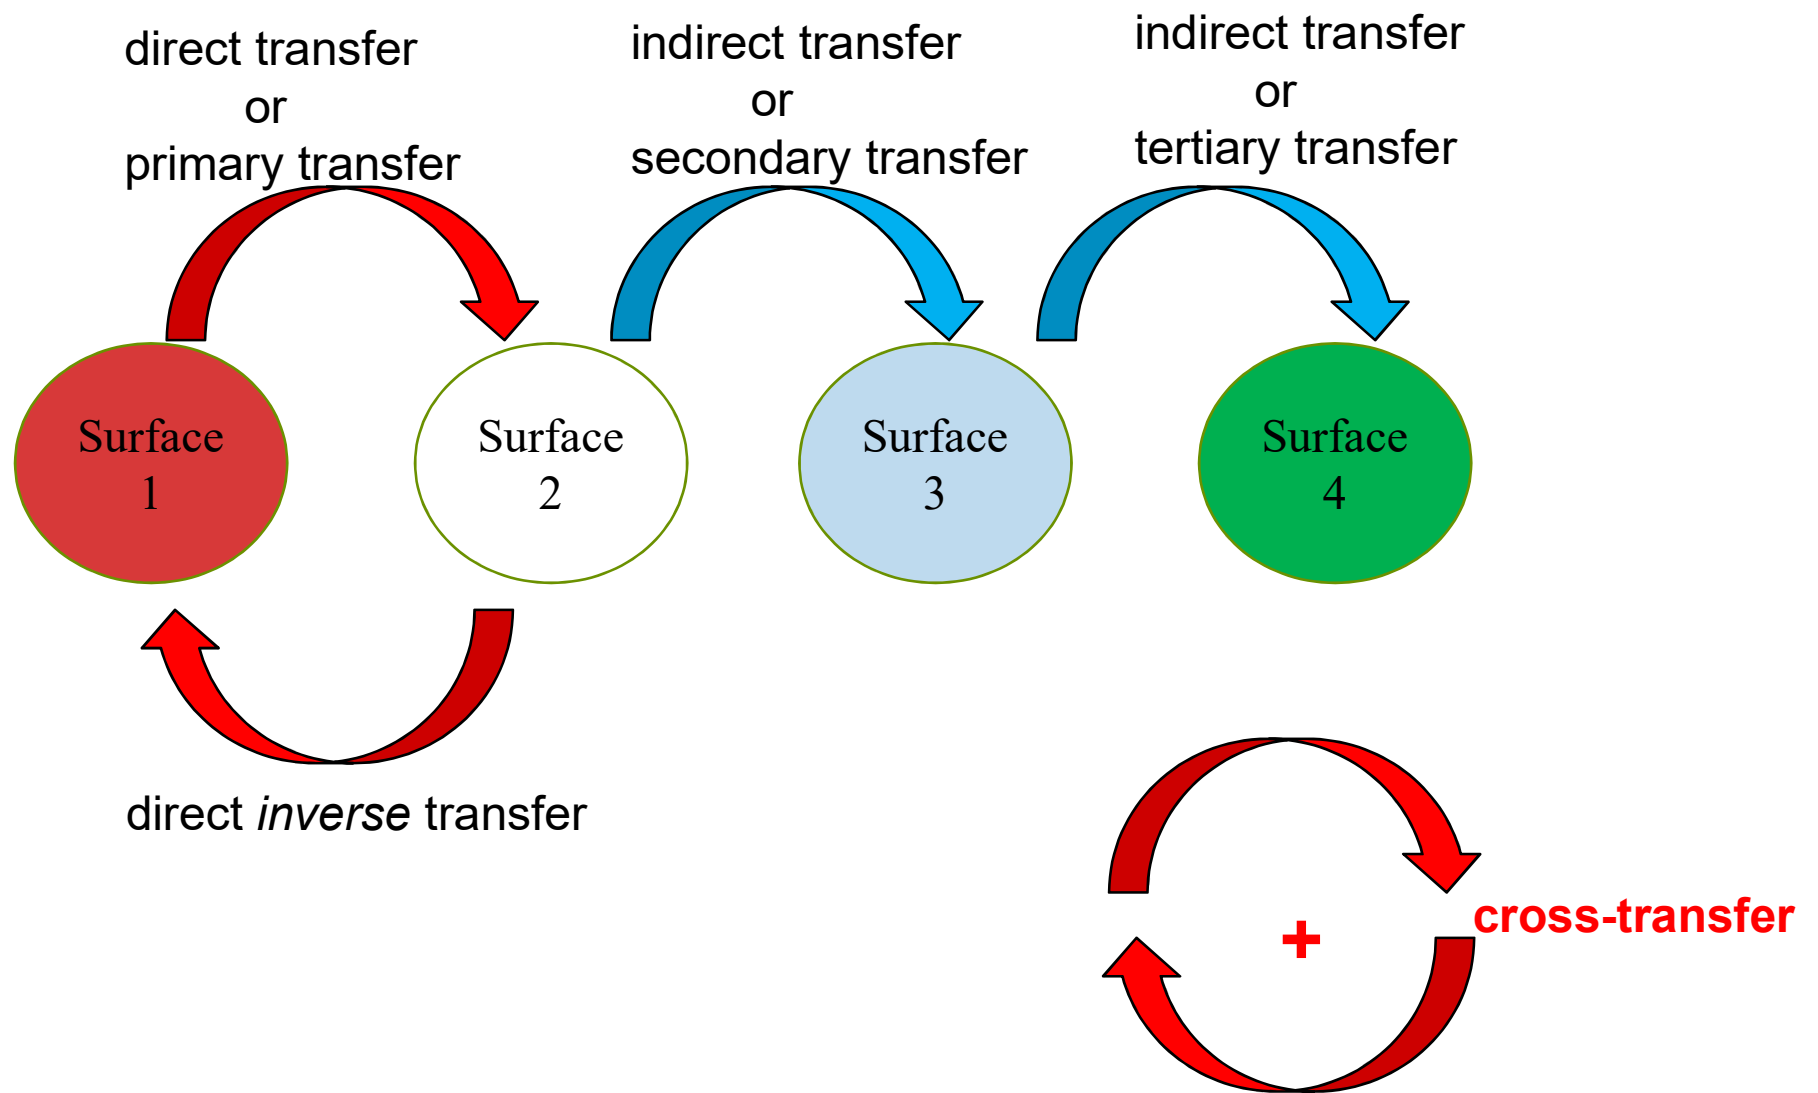 direct transfer
or
primary transfer
indirect transfer
or
secondary transfer
indirect transfer
or
tertiary transfer
Surface
1
Surface
2
Surface
3
Surface
4
direct inverse transfer
+
cross-transfer